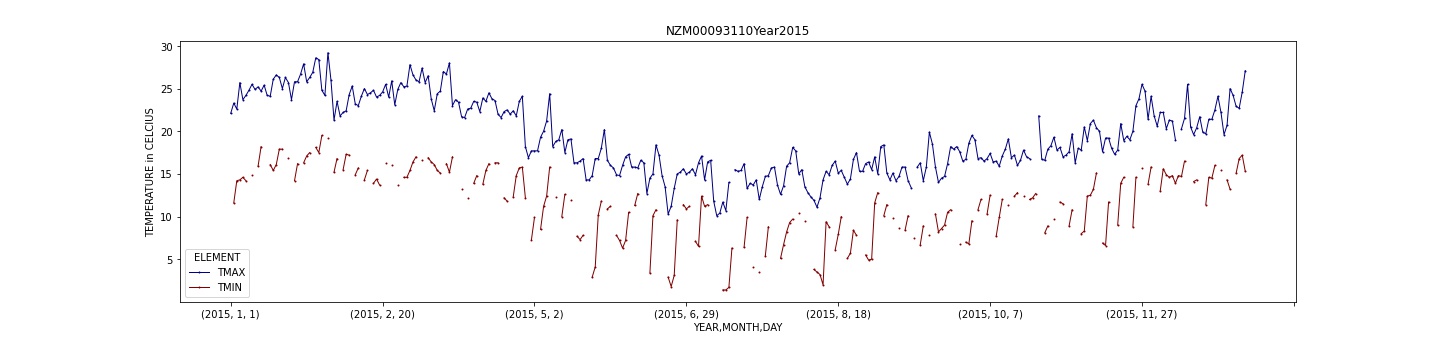 NZM00093110Year2015
30
25
20
15
10
5
TEMPERATURE in CELCIUS
ELEMENT
TMAX
TMIN
(2015, 1, 1) (2015, 2, 20) (2015, 5, 2) (2015, 6, 29) (2015, 8, 18) (2015, 10, 7) (2015, 11, 27)
YEAR,MONTH,DAY